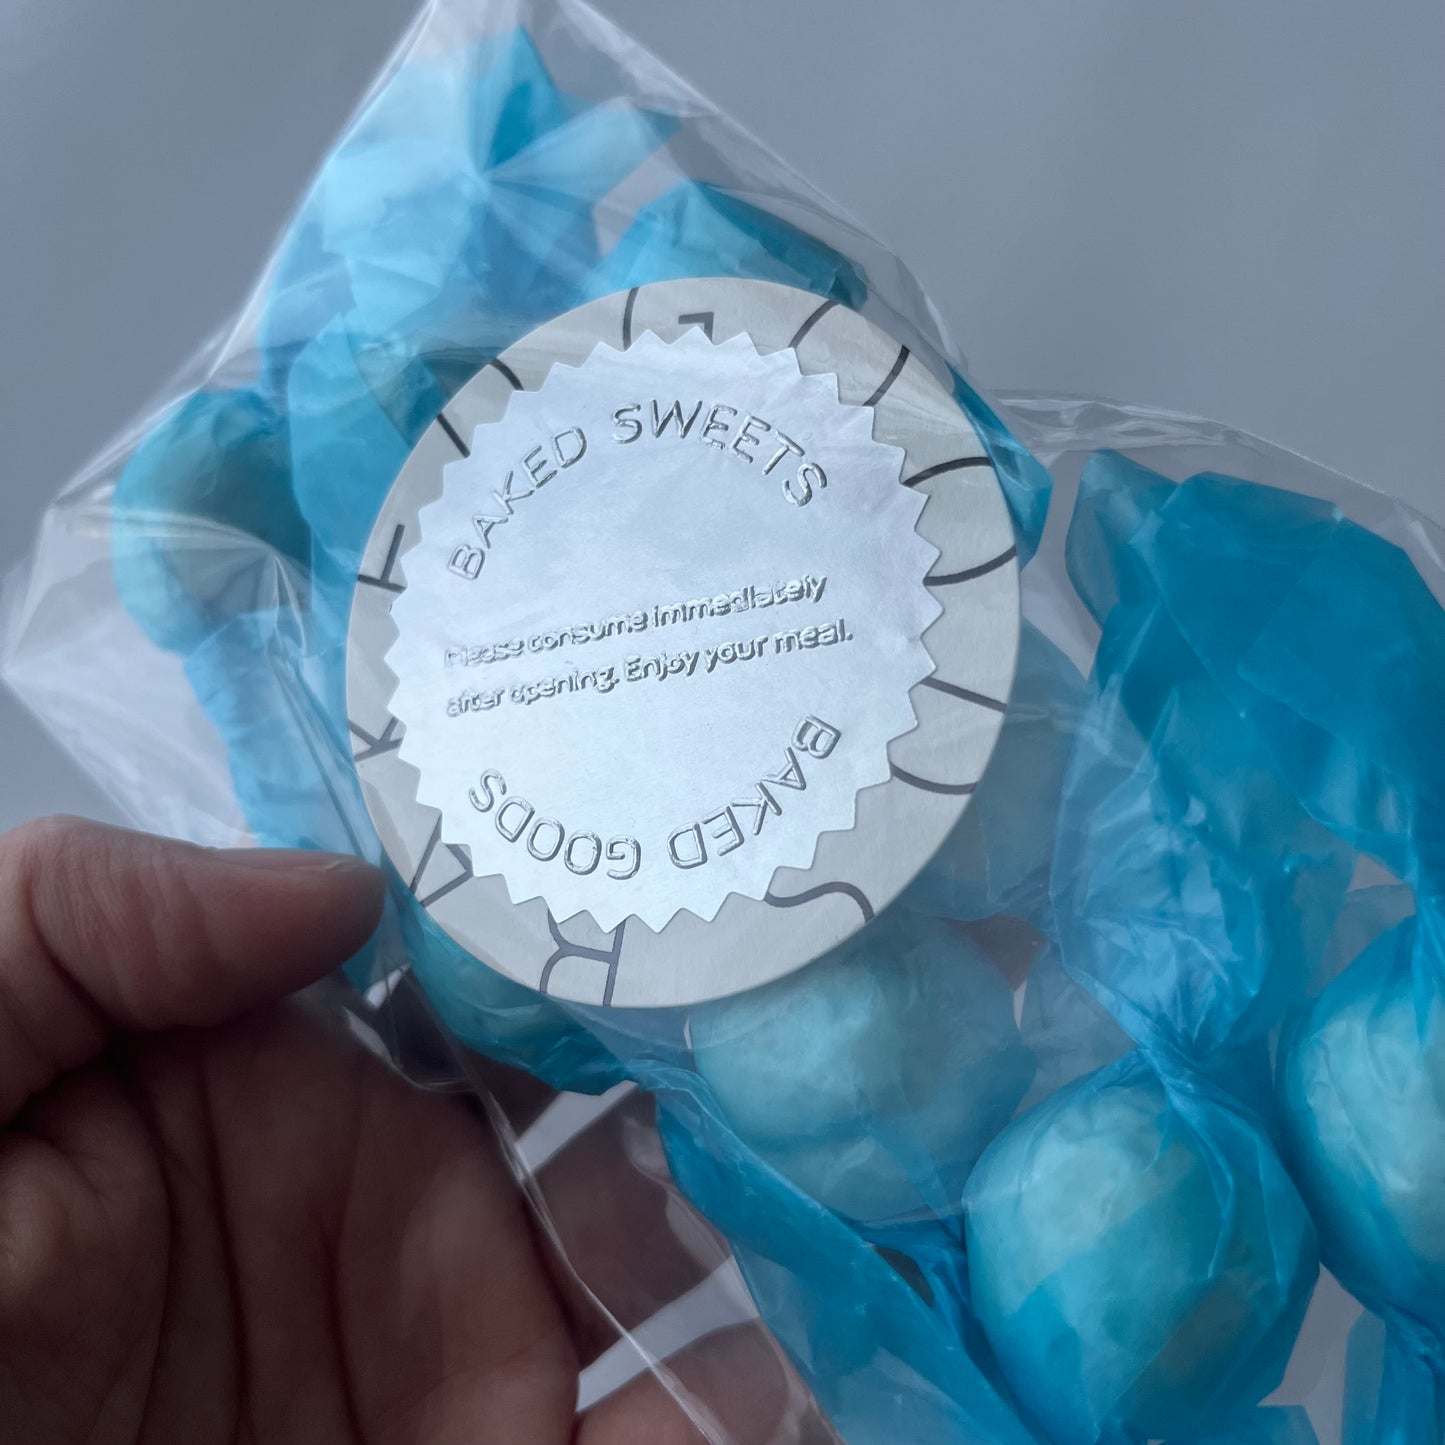 BAKED SWEETS
Please consume immediately
after opening. Enjoy your meal.
BAKED GOODS